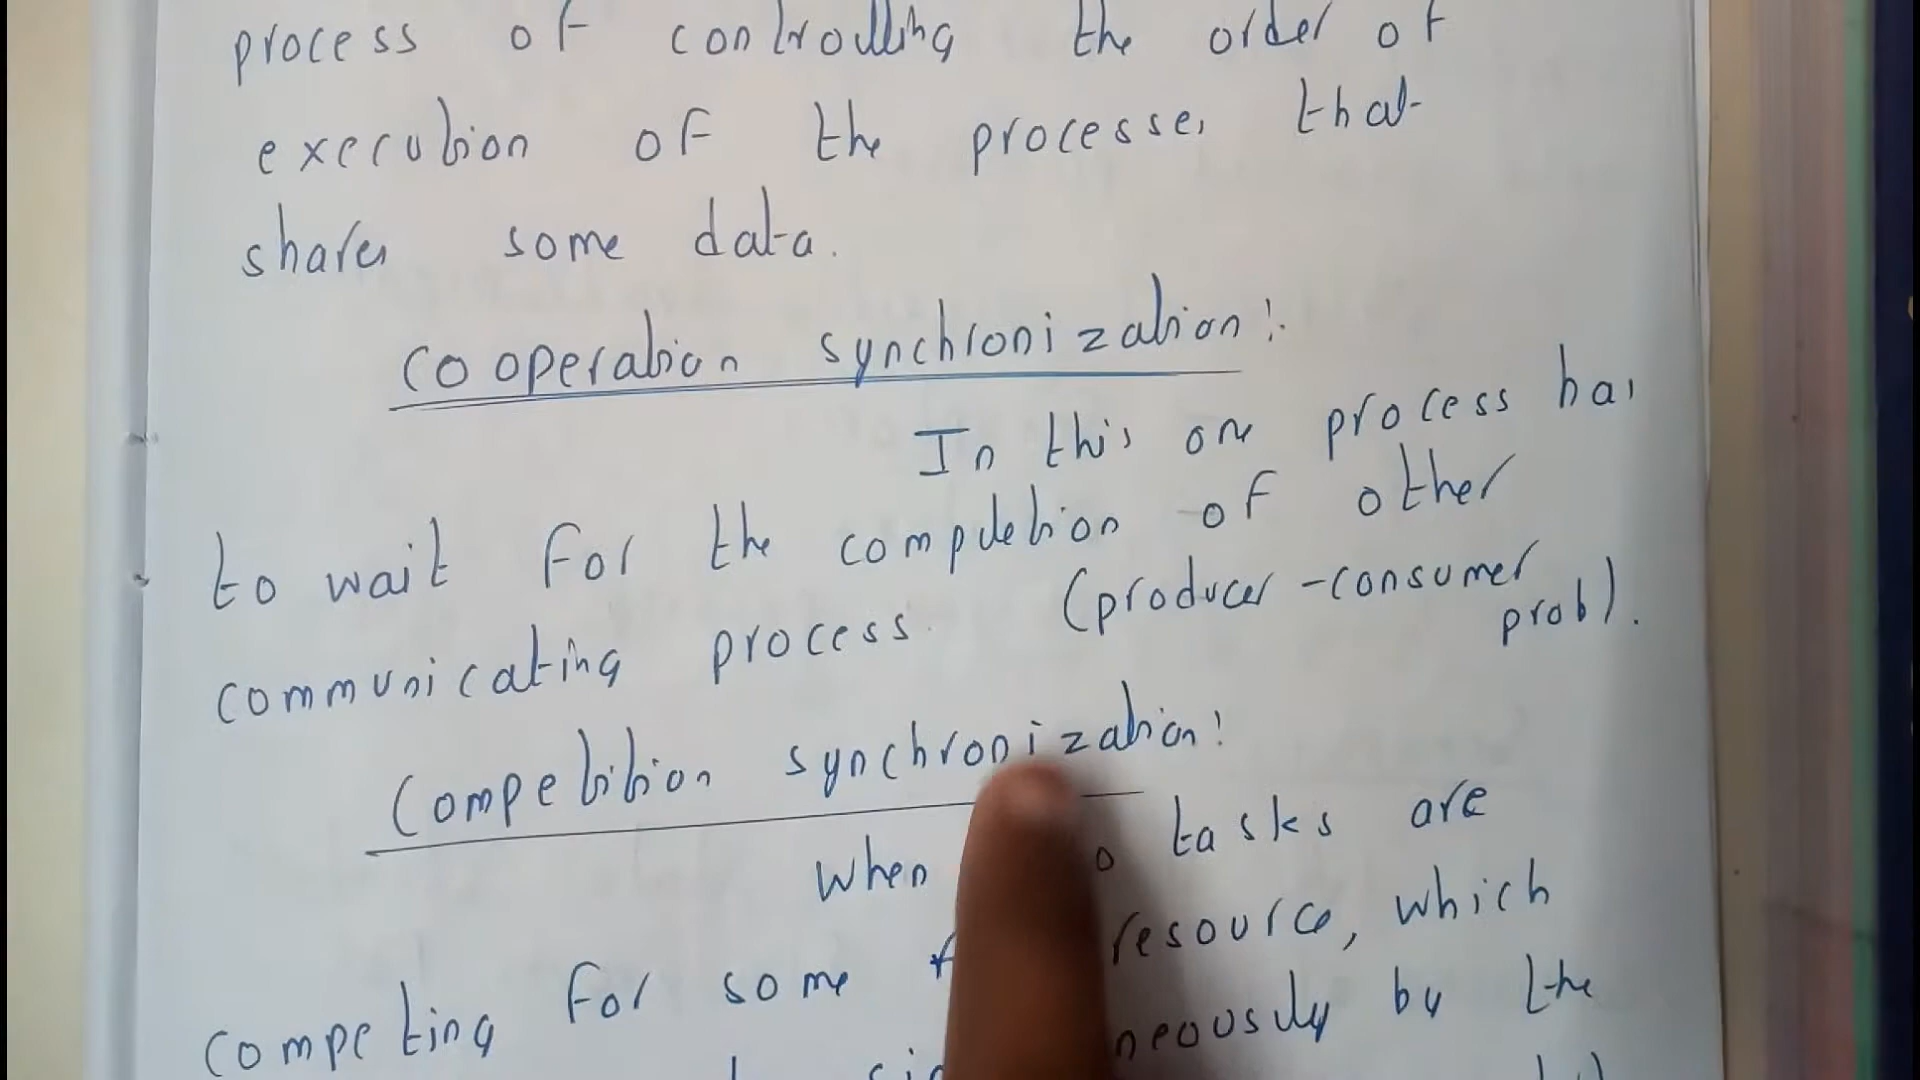 process of controlling the order of
execution of the processes that
shares some data.
Cooperation synchronization:
In this one process has
to wait for the completion of other
communicating process. (producer-consumer
prob).
Competition synchronization:
When tasks are
competing for some resource, which
by the